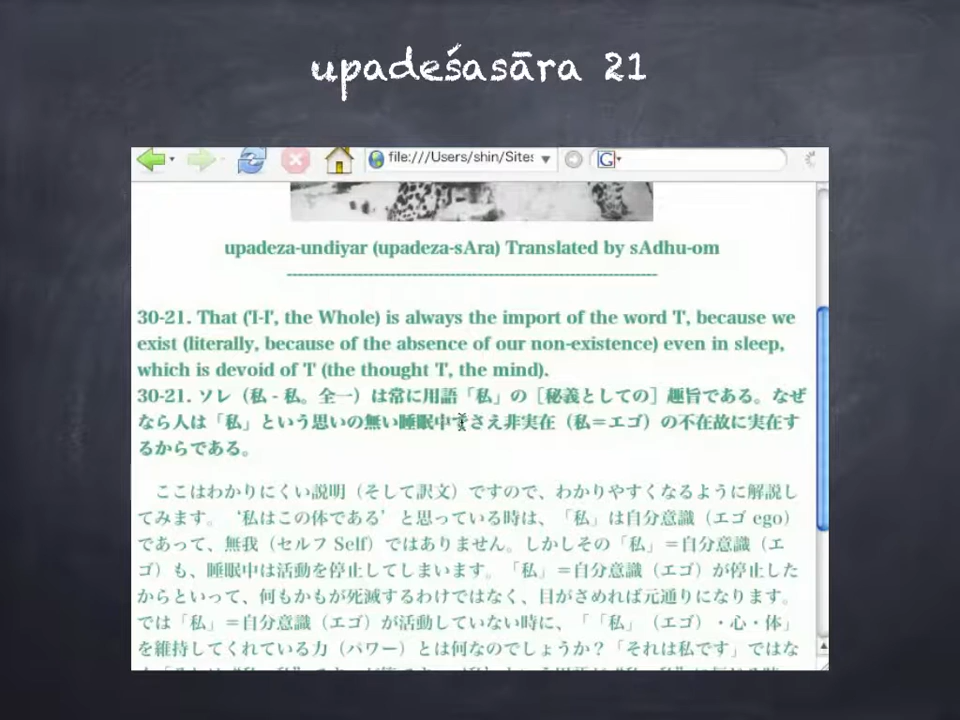 upadeśasāra 21
file:///Users/shin/Site:
G
upadeza-undiyar (upadeza-sAra) Translated by sAdhu-om
30-21. That ('I-I', the Whole) is always the import of the word 'I', because we
exist (literally, because of the absence of our non-existence) even in sleep,
which is devoid of 'I' (the thought 'I', the mind).
30-21. ソレ（私 - 私。全一）は常に用語「私」の［秘義としての］趣旨である。なぜ
なら人は「私」という思いの無い睡眠中でさえ非実在（私＝エゴ）の不在故に実在す
るからである。
ここはわかりにくい説明（そして訳文）ですので、わかりやすくなるように解説し
てみます。‘私はこの体である’と思っている時は、「私」は自分意識（エゴ ego）
であって、無我（セルフ Self）ではありません。しかしその「私」＝自分意識（エ
ゴ）も、睡眠中は活動を停止してしまいます。「私」＝自分意識（エゴ）が停止した
からといって、何もかもが死滅するわけではなく、目がさめれば元通りになります。
では「私」＝自分意識（エゴ）が活動していない時に、「「私」（エゴ）・心・体」
を維持してくれている力（パワー）とは何なのでしょうか？「それは私です」ではな